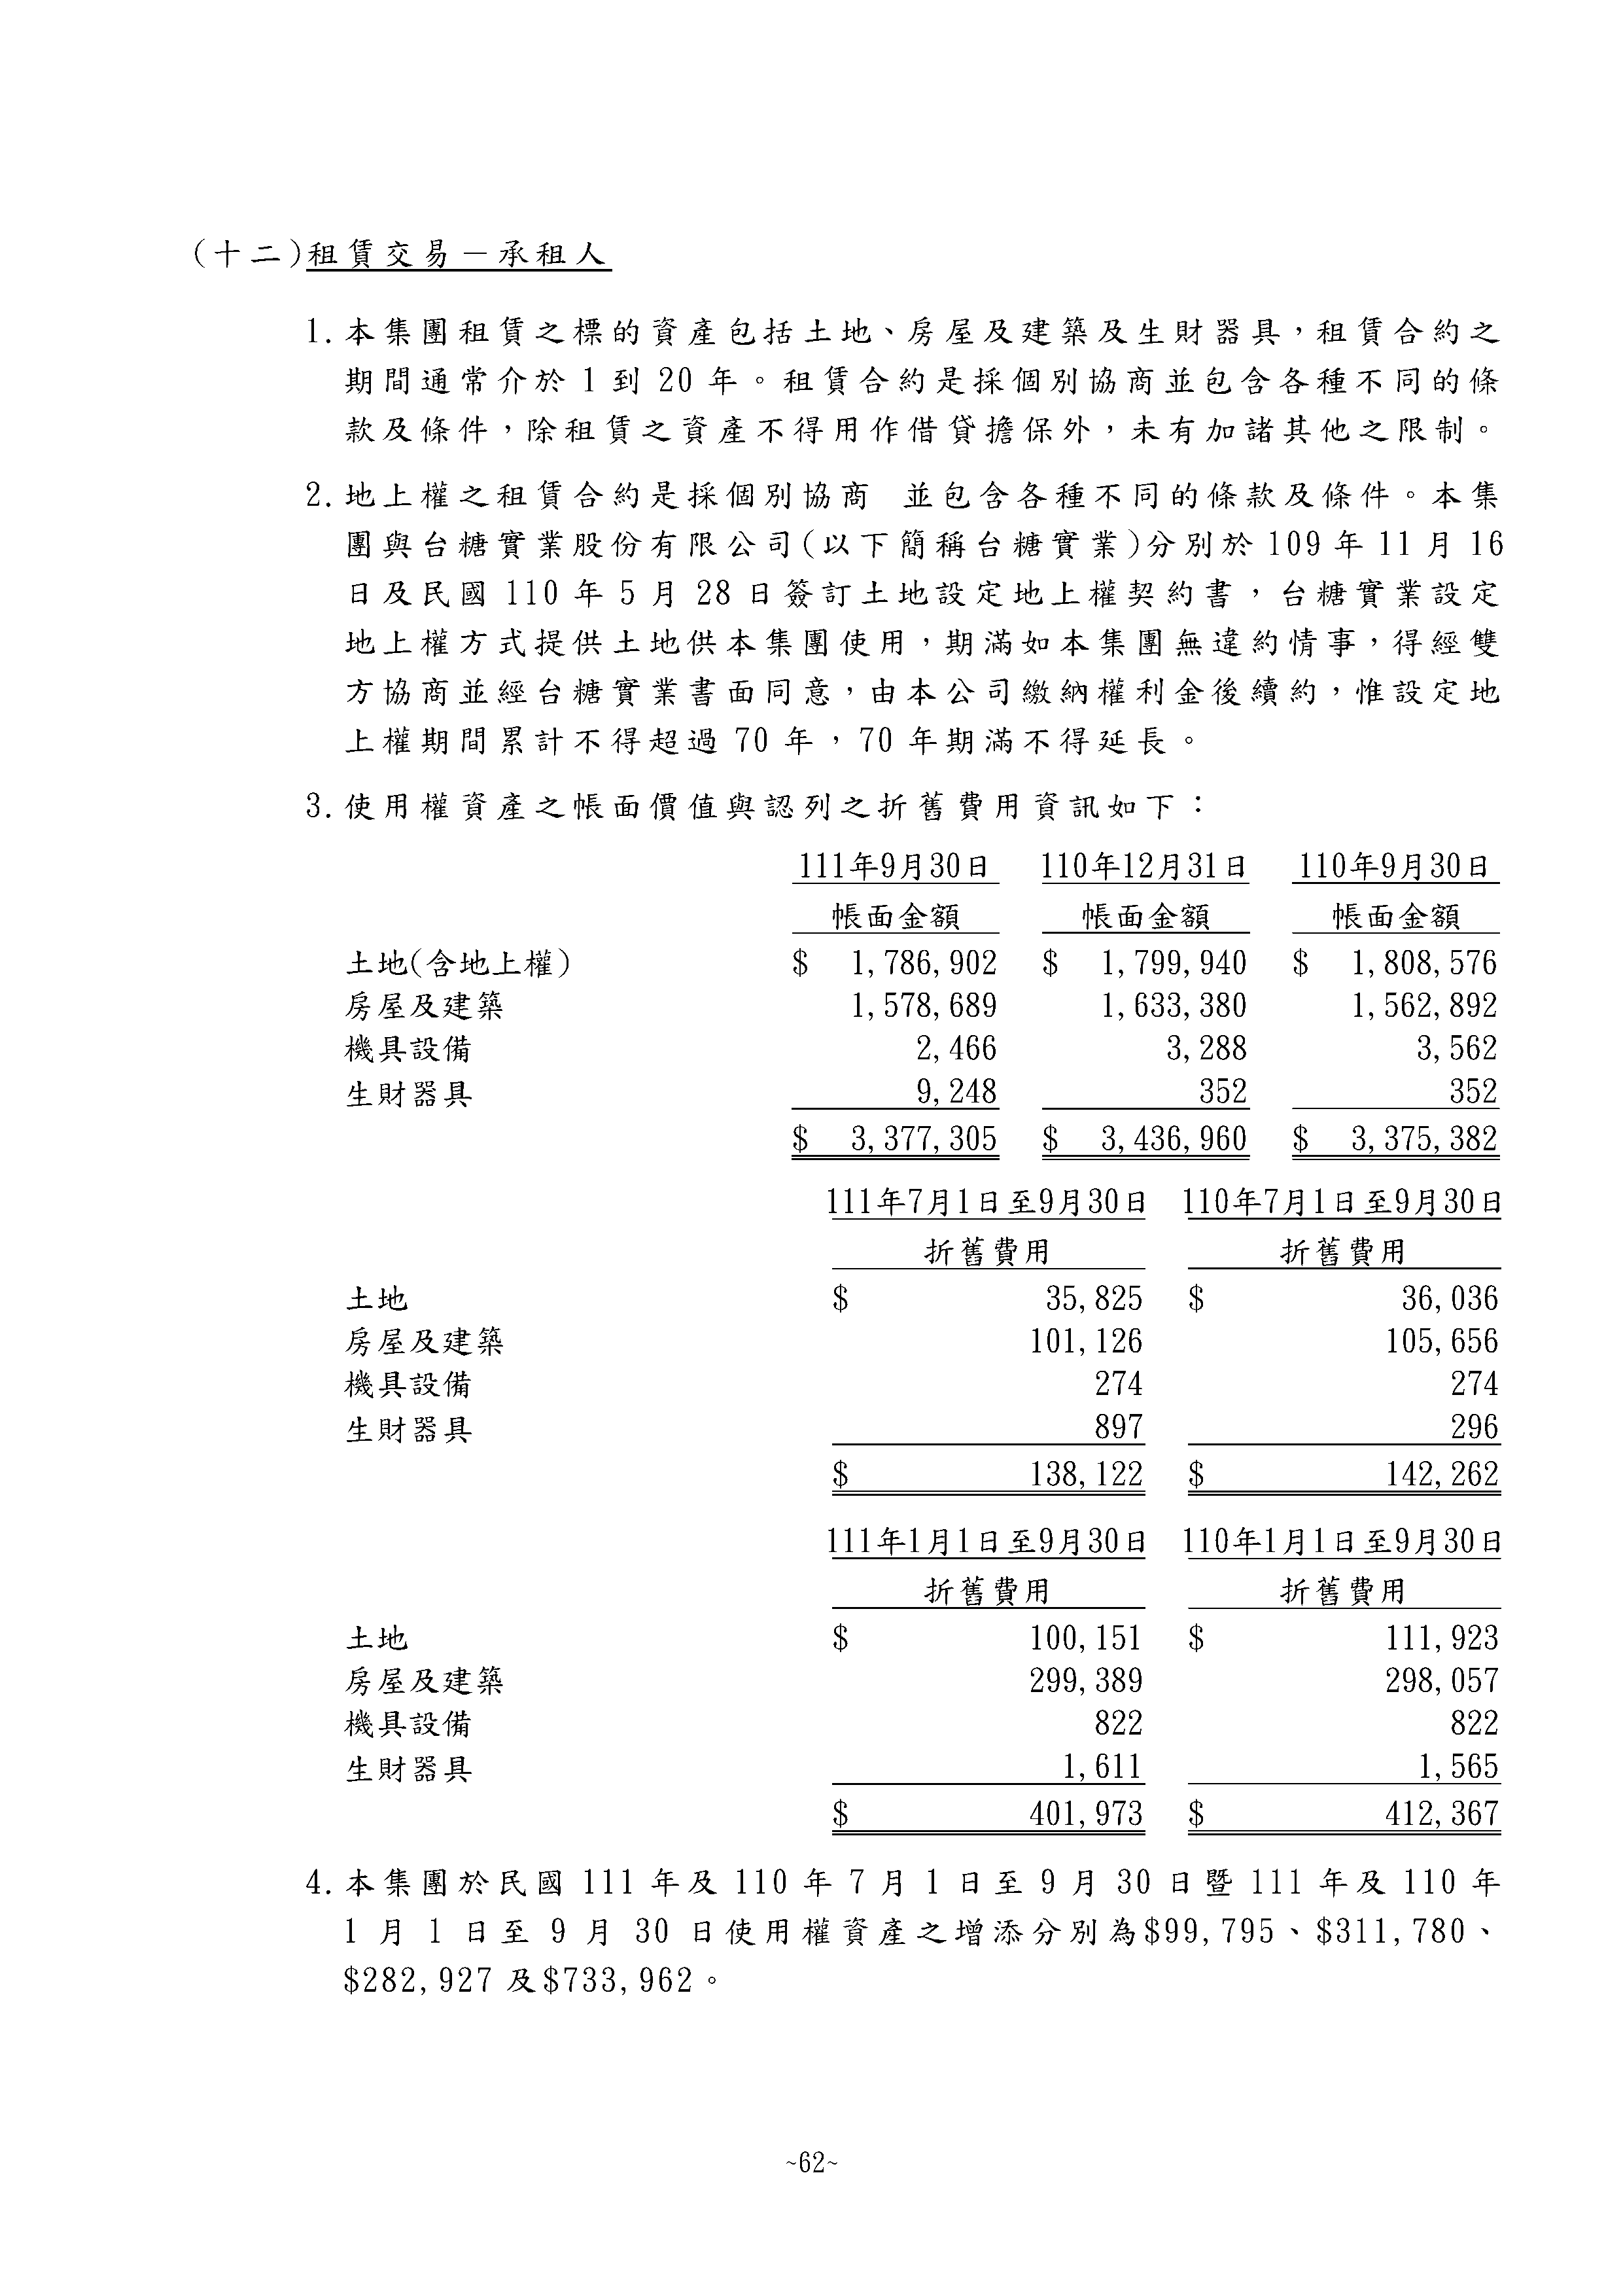 (十二)租賃交易－承租人
1.本集團租賃之標的資產包括土地、房屋及建築及生財器具，租賃合約之
期間通常介於 1 到 20 年。租賃合約是採個別協商並包含各種不同的條
款及條件，除租賃之資產不得用作借貸擔保外，未有加諸其他之限制。
2.地上權之租賃合約是採個別協商 並包含各種不同的條款及條件。本集
團與台糖實業股份有限公司(以下簡稱台糖實業)分別於 109 年 11 月 16
日及民國 110 年 5 月 28 日簽訂土地設定地上權契約書，台糖實業設定
地上權方式提供土地供本集團使用，期滿如本集團無違約情事，得經雙
方協商並經台糖實業書面同意，由本公司繳納權利金後續約，惟設定地
上權期間累計不得超過 70 年，70 年期滿不得延長。
3.使用權資產之帳面價值與認列之折舊費用資訊如下：
111年9月30日 110年12月31日 110年9月30日
帳面金額 帳面金額 帳面金額
土地(含地上權) $ 1,786,902 $ 1,799,940 $ 1,808,576
房屋及建築 1,578,689 1,633,380 1,562,892
機具設備 2,466 3,288 3,562
生財器具 9,248 352 352
$ 3,377,305 $ 3,436,960 $ 3,375,382
111年7月1日至9月30日 110年7月1日至9月30日
折舊費用 折舊費用
土地 $ 35,825 $ 36,036
房屋及建築 101,126 105,656
機具設備 274 274
生財器具 897 296
$ 138,122 $ 142,262
111年1月1日至9月30日 110年1月1日至9月30日
折舊費用 折舊費用
土地 $ 100,151 $ 111,923
房屋及建築 299,389 298,057
機具設備 822 822
生財器具 1,611 1,565
$ 401,973 $ 412,367
4.本集團於民國 111 年及 110 年 7 月 1 日至 9 月 30 日暨 111 年及 110 年
1 月 1 日至 9 月 30 日使用權資產之增添分別為$99,795、$311,780、
$282,927 及$733,962。
~62~